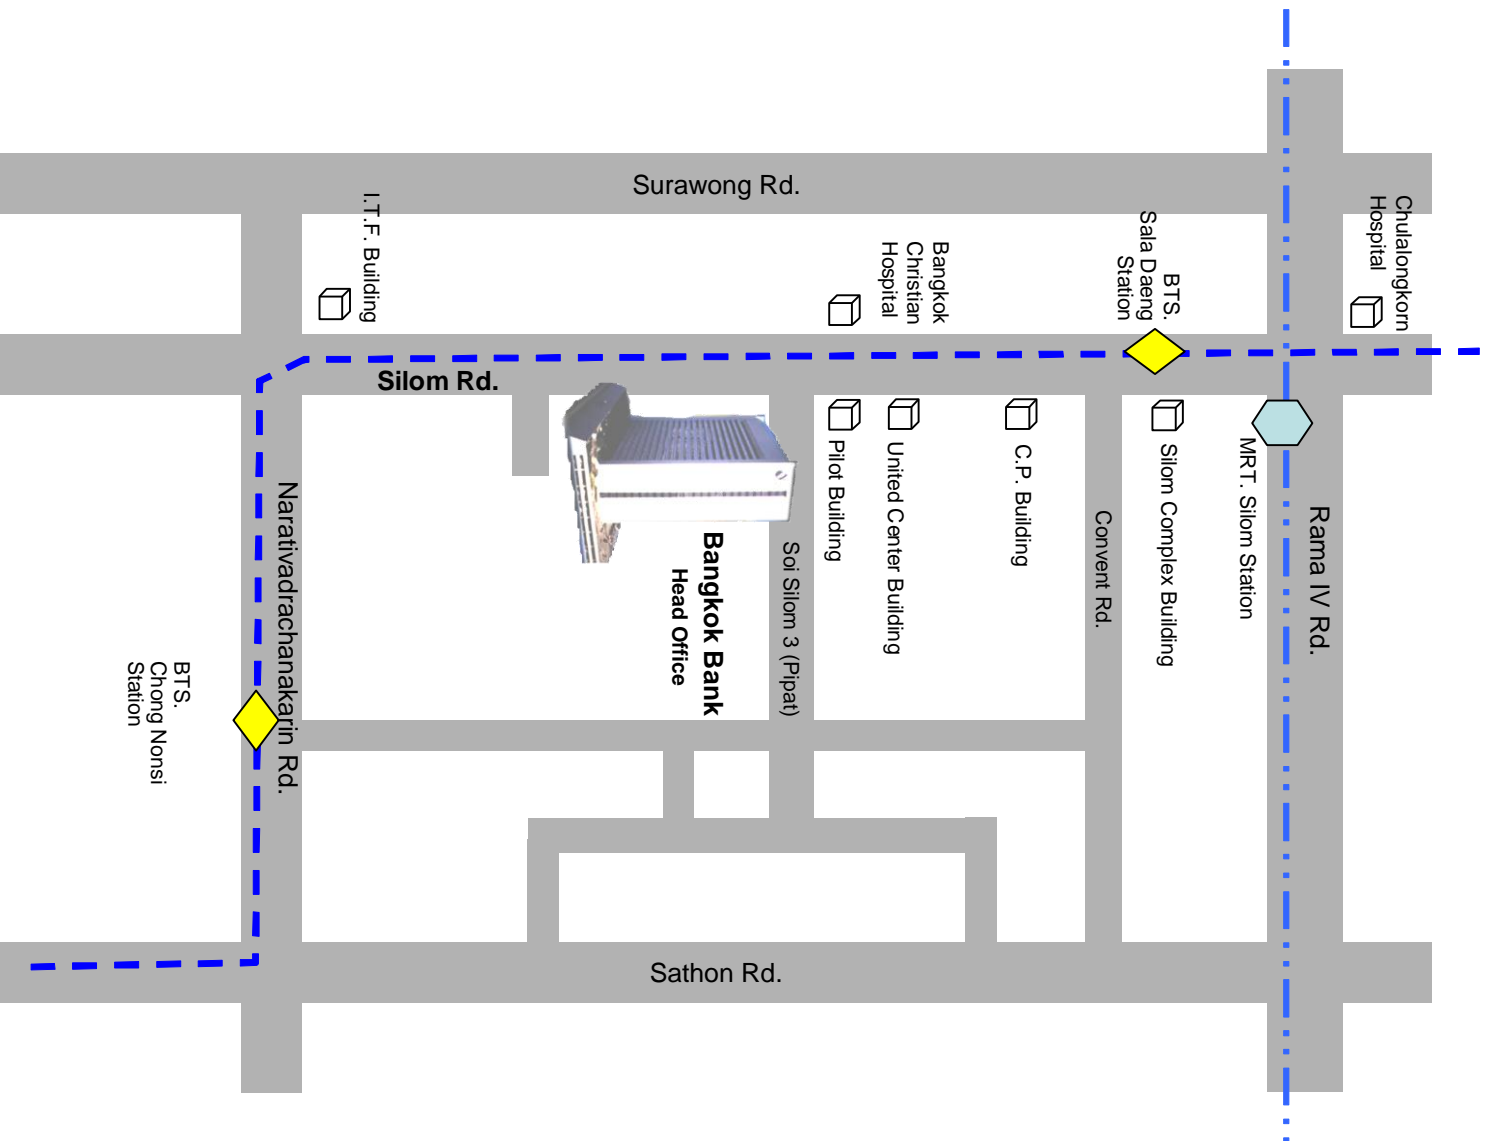 Surawong Rd.
I.T.F. Building
Bangkok
Christian
Hospital
BTS.
Sala Daeng
Station
Chulalongkorn
Hospital
Silom Rd.
Narativadrachanakarin Rd.
BTS.
Chong Nonsi
Station
Bangkok Bank
Head Office
Soi Silom 3 (Pipat)
Pilot Building
United Center Building
C.P. Building
Convent Rd.
Silom Complex Building
MRT. Silom Station
Rama IV Rd.
Sathon Rd.